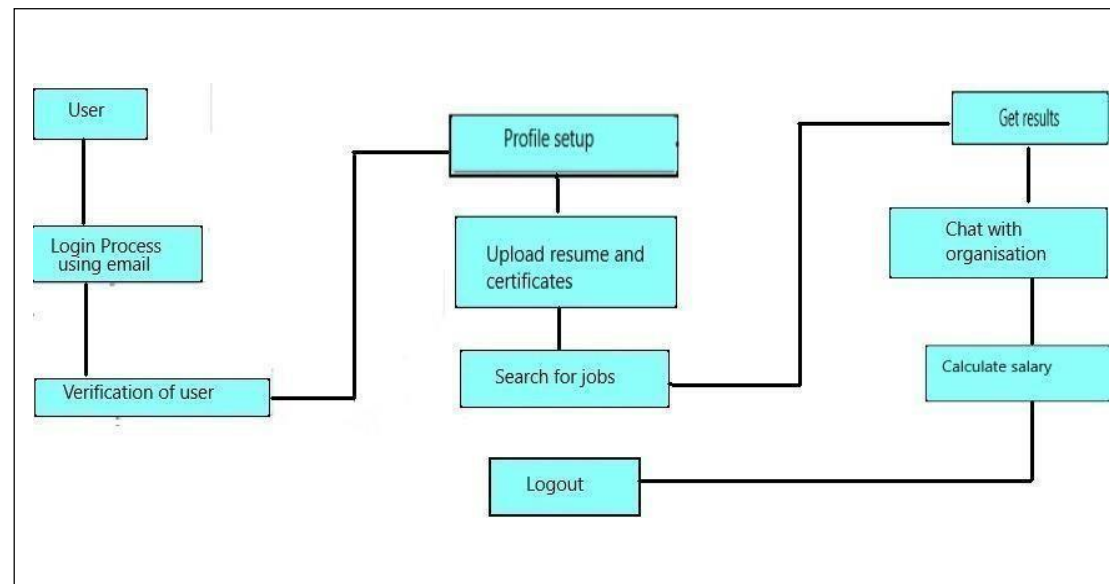 User
Login Process
using email
Verification of user
Profile setup
Upload resume and
certificates
Search for jobs
Get results
Chat with
organisation
Calculate salary
Logout